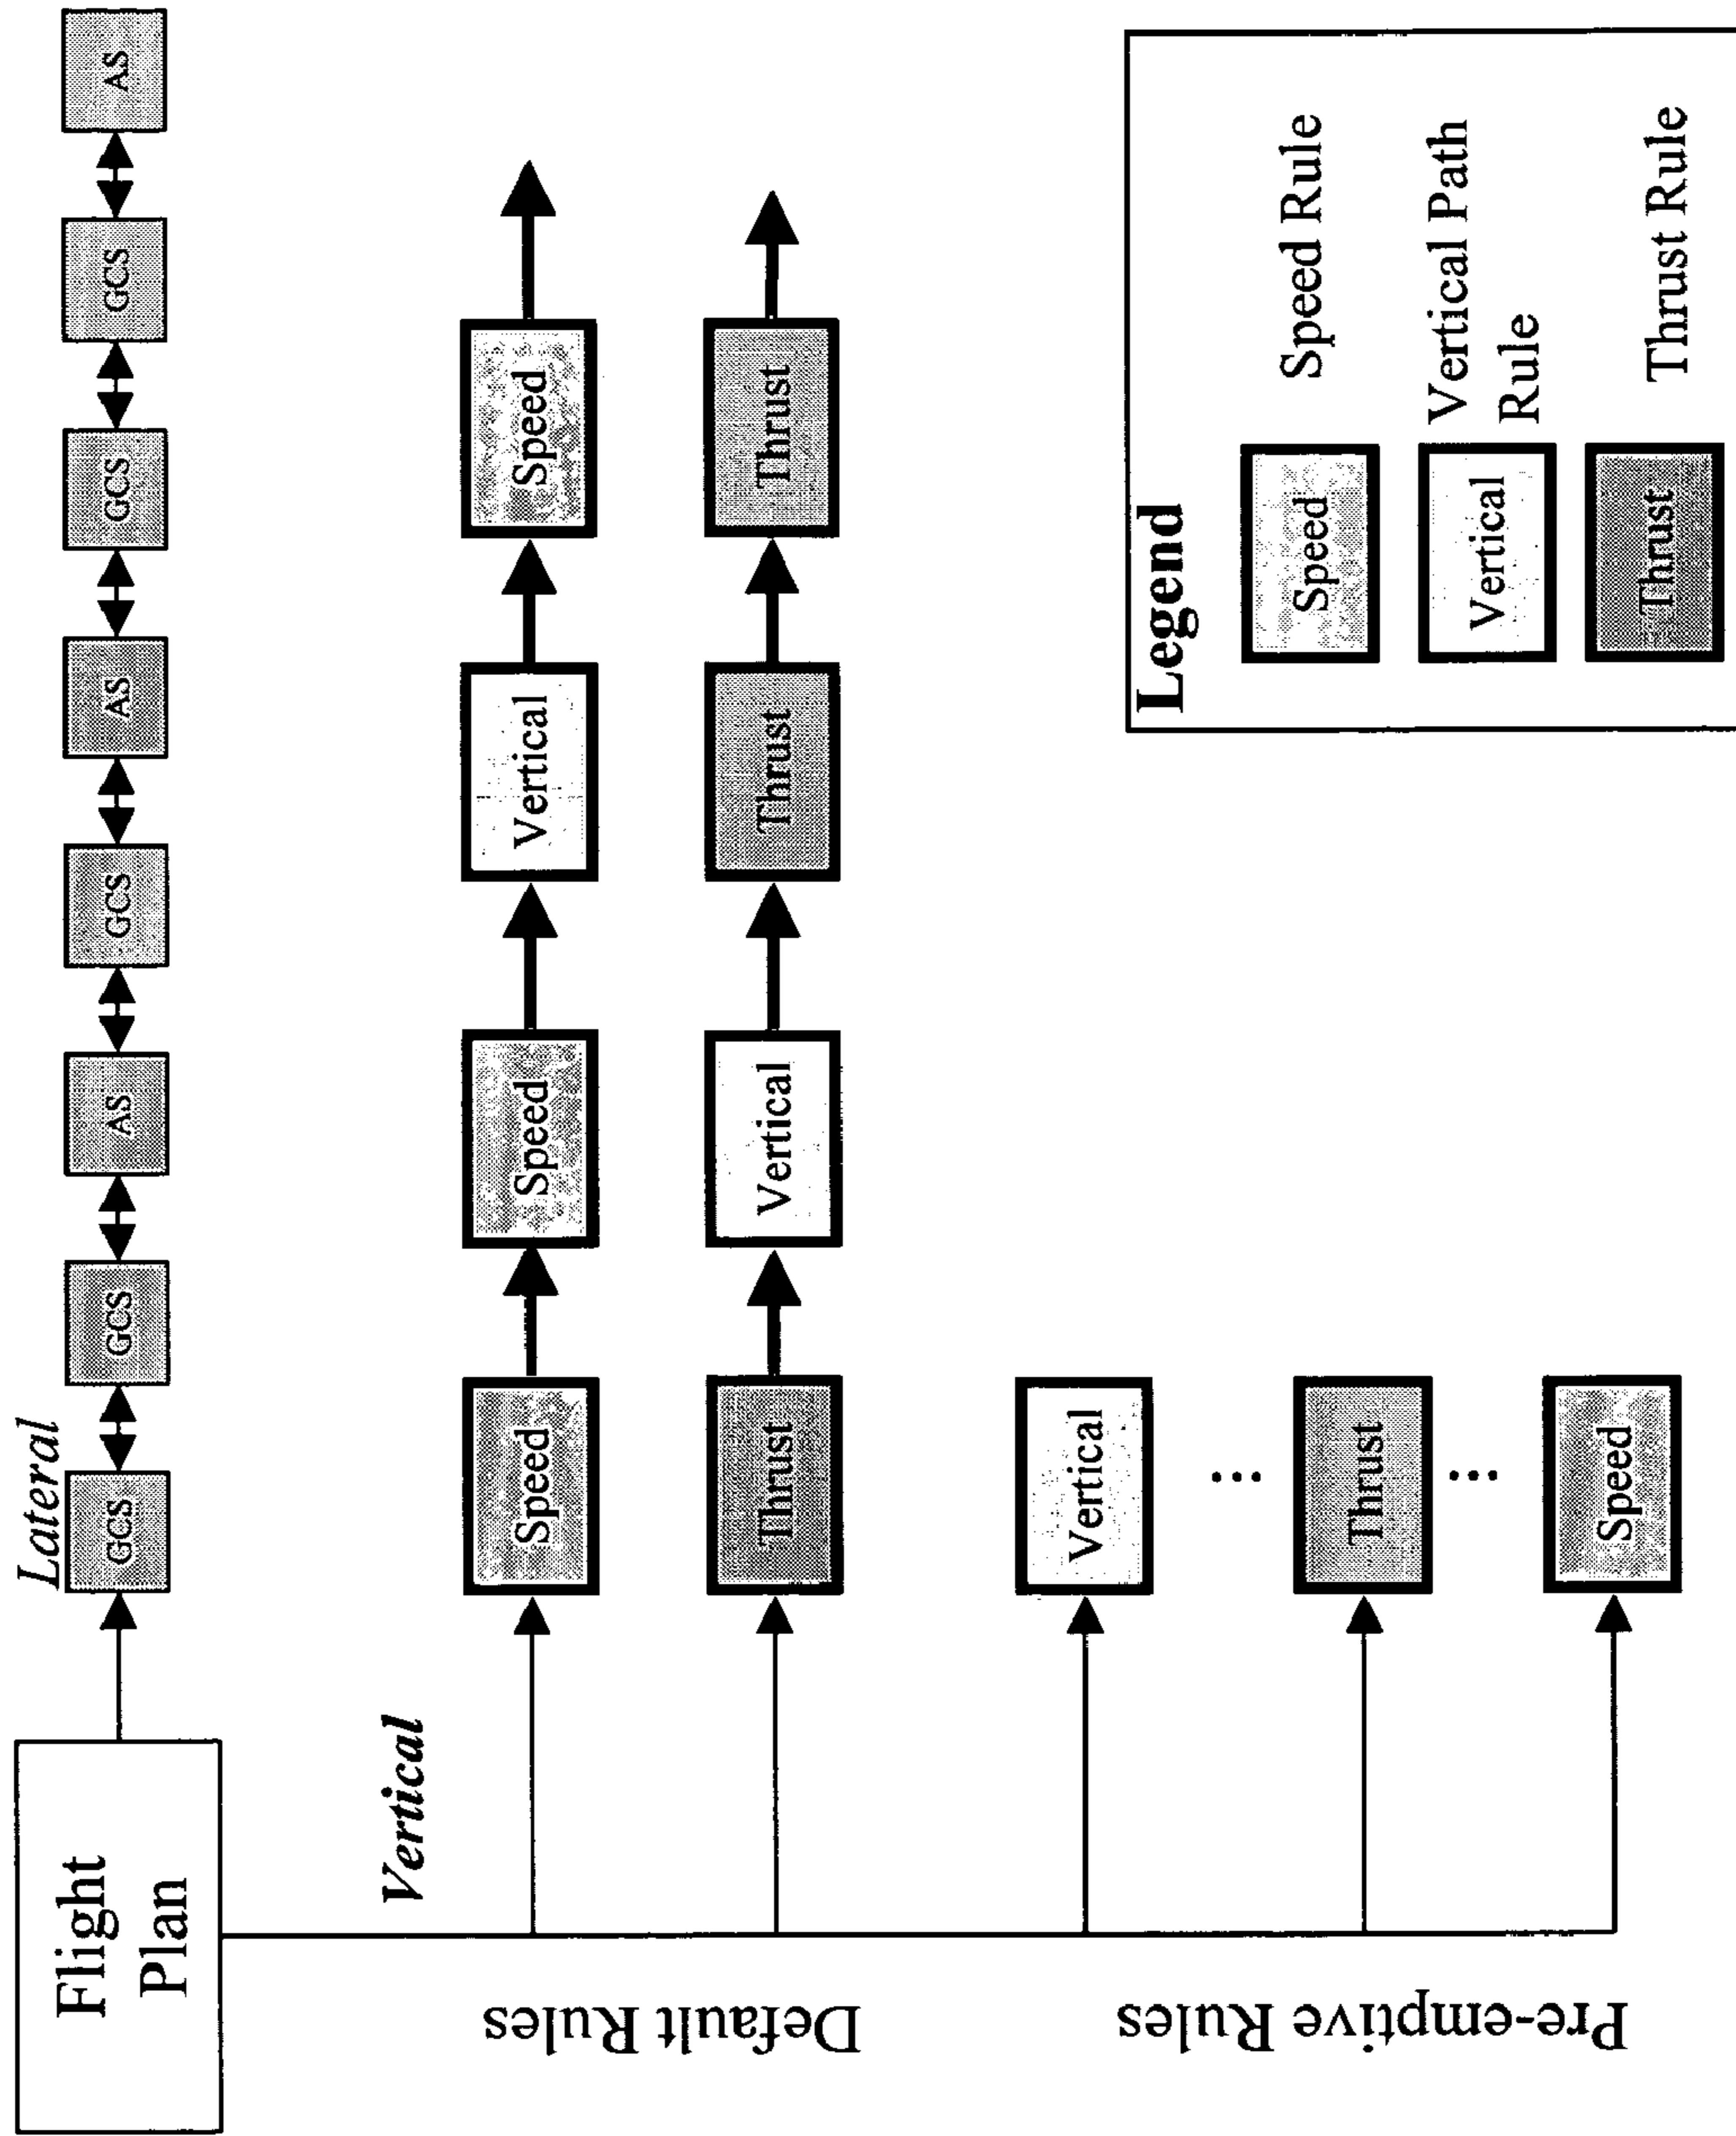 Flight
Plan
Lateral
GCS
GCS
AS
GCS
AS
GCS
GCS
AS
Vertical
Default Rules
Speed
Speed
Vertical
Speed
Thrust
Vertical
Thrust
Thrust
Pre-emptive Rules
Vertical
...
Thrust
...
Speed
Legend
Speed
Speed Rule
Vertical
Vertical Path
Rule
Thrust
Thrust Rule